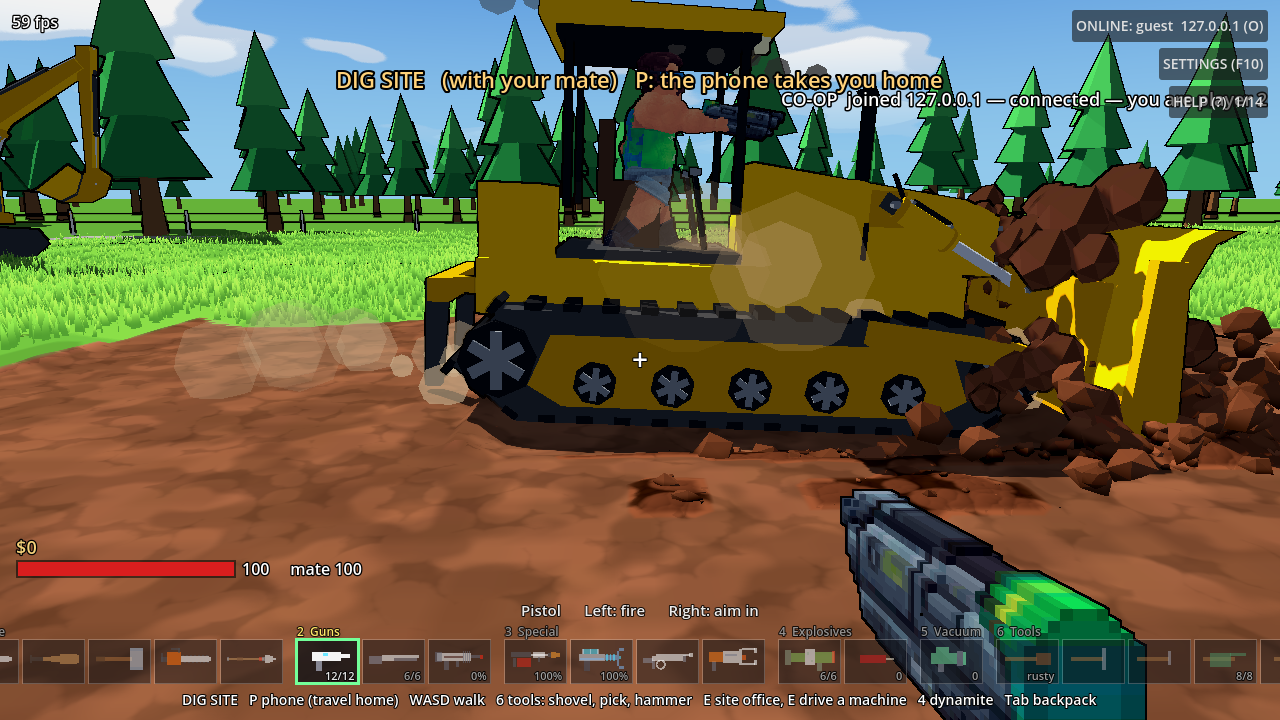 59 fps
ONLINE: guest 127.0.0.1 (O)
SETTINGS (F10)
DIG SITE (with your mate) P: the phone takes you home
CO-OP joined 127.0.0.1 — connected — you
HELP (?) 1/14
$0
100 mate 100
Pistol Left: fire Right: aim in
2 Guns
3 Special
4 Explosives
5 Vacuum
6 Tools
12/12
6/6
0%
100%
100%
6/6
0
0
rusty
8/8
DIG SITE P phone (travel home) WASD walk 6 tools: shovel, pick, hammer E site office, E drive a machine 4 dynamite Tab backpack